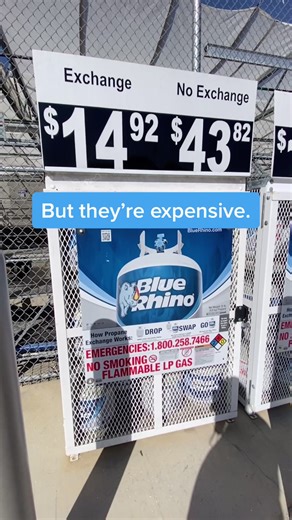 Exchange No Exchange
$14.92 $43.82
But they're expensive.
BlueRhino.com
Blue
Rhino
How Propane
Exchange Works: DROP SWAP GO
EMERGENCIES:1.800.258.7466
NO SMOKING
FLAMMABLE LP GAS